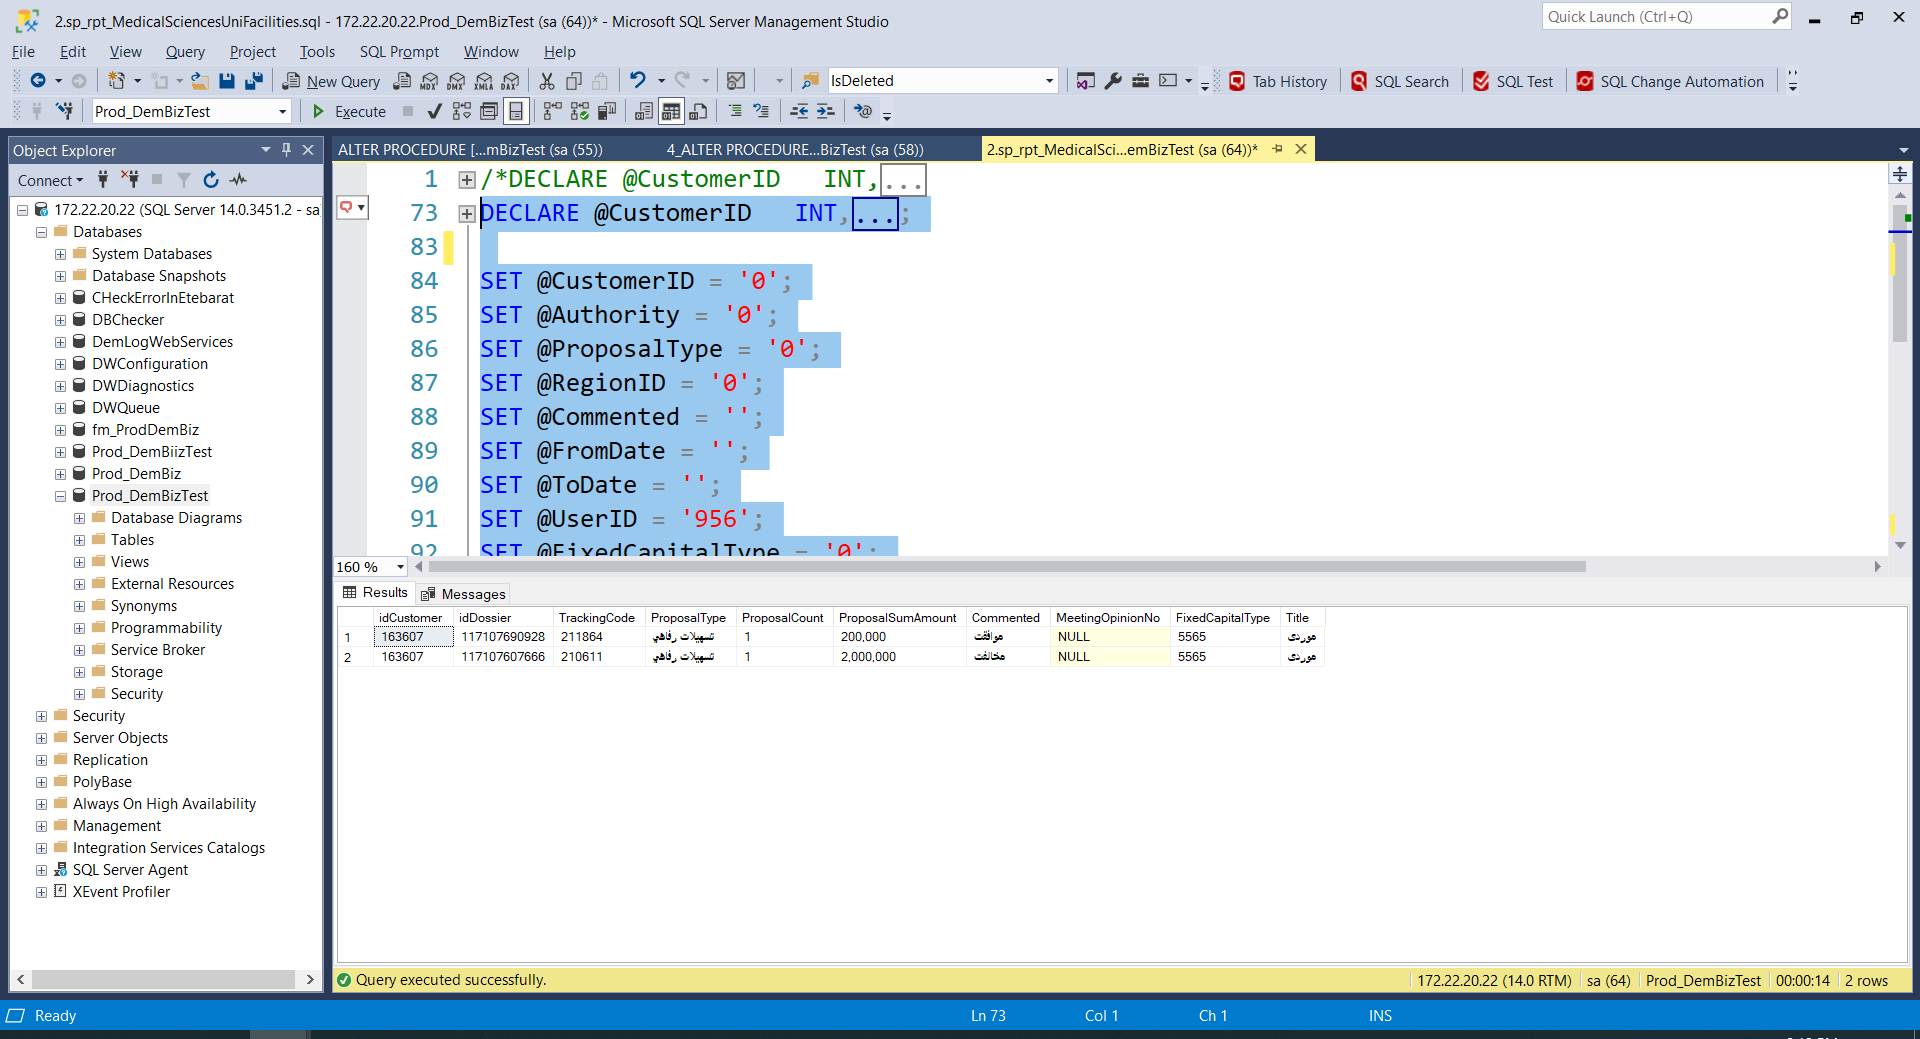 2.sp_rpt_MedicalSciencesUniFacilities.sql - 172.22.20.22.Prod_DemBizTest (sa (64))* - Microsoft SQL Server Management Studio
Quick Launch (Ctrl+Q)
File Edit View Query Project Tools SQL Prompt Window Help
New Query MDX DMX XMLA DAX IsDeleted Tab History SQL Search SQL Test SQL Change Automation
Prod_DemBizTest Execute
Object Explorer
Connect
172.22.20.22 (SQL Server 14.0.3451.2 - sa
Databases
System Databases
Database Snapshots
CHeckErrorInEtebarat
DBChecker
DemLogWebServices
DWConfiguration
DWDiagnostics
DWQueue
fm_ProdDemBiz
Prod_DemBiizTest
Prod_DemBiz
Prod_DemBizTest
Database Diagrams
Tables
Views
External Resources
Synonyms
Programmability
Service Broker
Storage
Security
Security
Server Objects
Replication
PolyBase
Always On High Availability
Management
Integration Services Catalogs
SQL Server Agent
XEvent Profiler
ALTER PROCEDURE [...mBizTest (sa (55)) 4_ALTER PROCEDURE...BizTest (sa (58)) 2.sp_rpt_MedicalSci...emBizTest (sa (64))*
1 /*DECLARE @CustomerID INT,...
73 DECLARE @CustomerID INT,...;
83
84 SET @CustomerID = '0';
85 SET @Authority = '0';
86 SET @ProposalType = '0';
87 SET @RegionID = '0';
88 SET @Commented = '';
89 SET @FromDate = '';
90 SET @ToDate = '';
91 SET @UserID = '956';
92 SET @FixedCapitalType = '0';
160 %
Results Messages
idCustomer idDossier TrackingCode ProposalType ProposalCount ProposalSumAmount Commented MeetingOpinionNo FixedCapitalType Title
1 163607 117107690928 211864 تسهيلات رفاهي 1 200,000 موافقت NULL 5565 موردی
2 163607 117107607666 210611 تسهيلات رفاهي 1 2,000,000 مخالفت NULL 5565 موردی
Query executed successfully. 172.22.20.22 (14.0 RTM) sa (64) Prod_DemBizTest 00:00:14 2 rows
Ready Ln 73 Col 1 Ch 1 INS